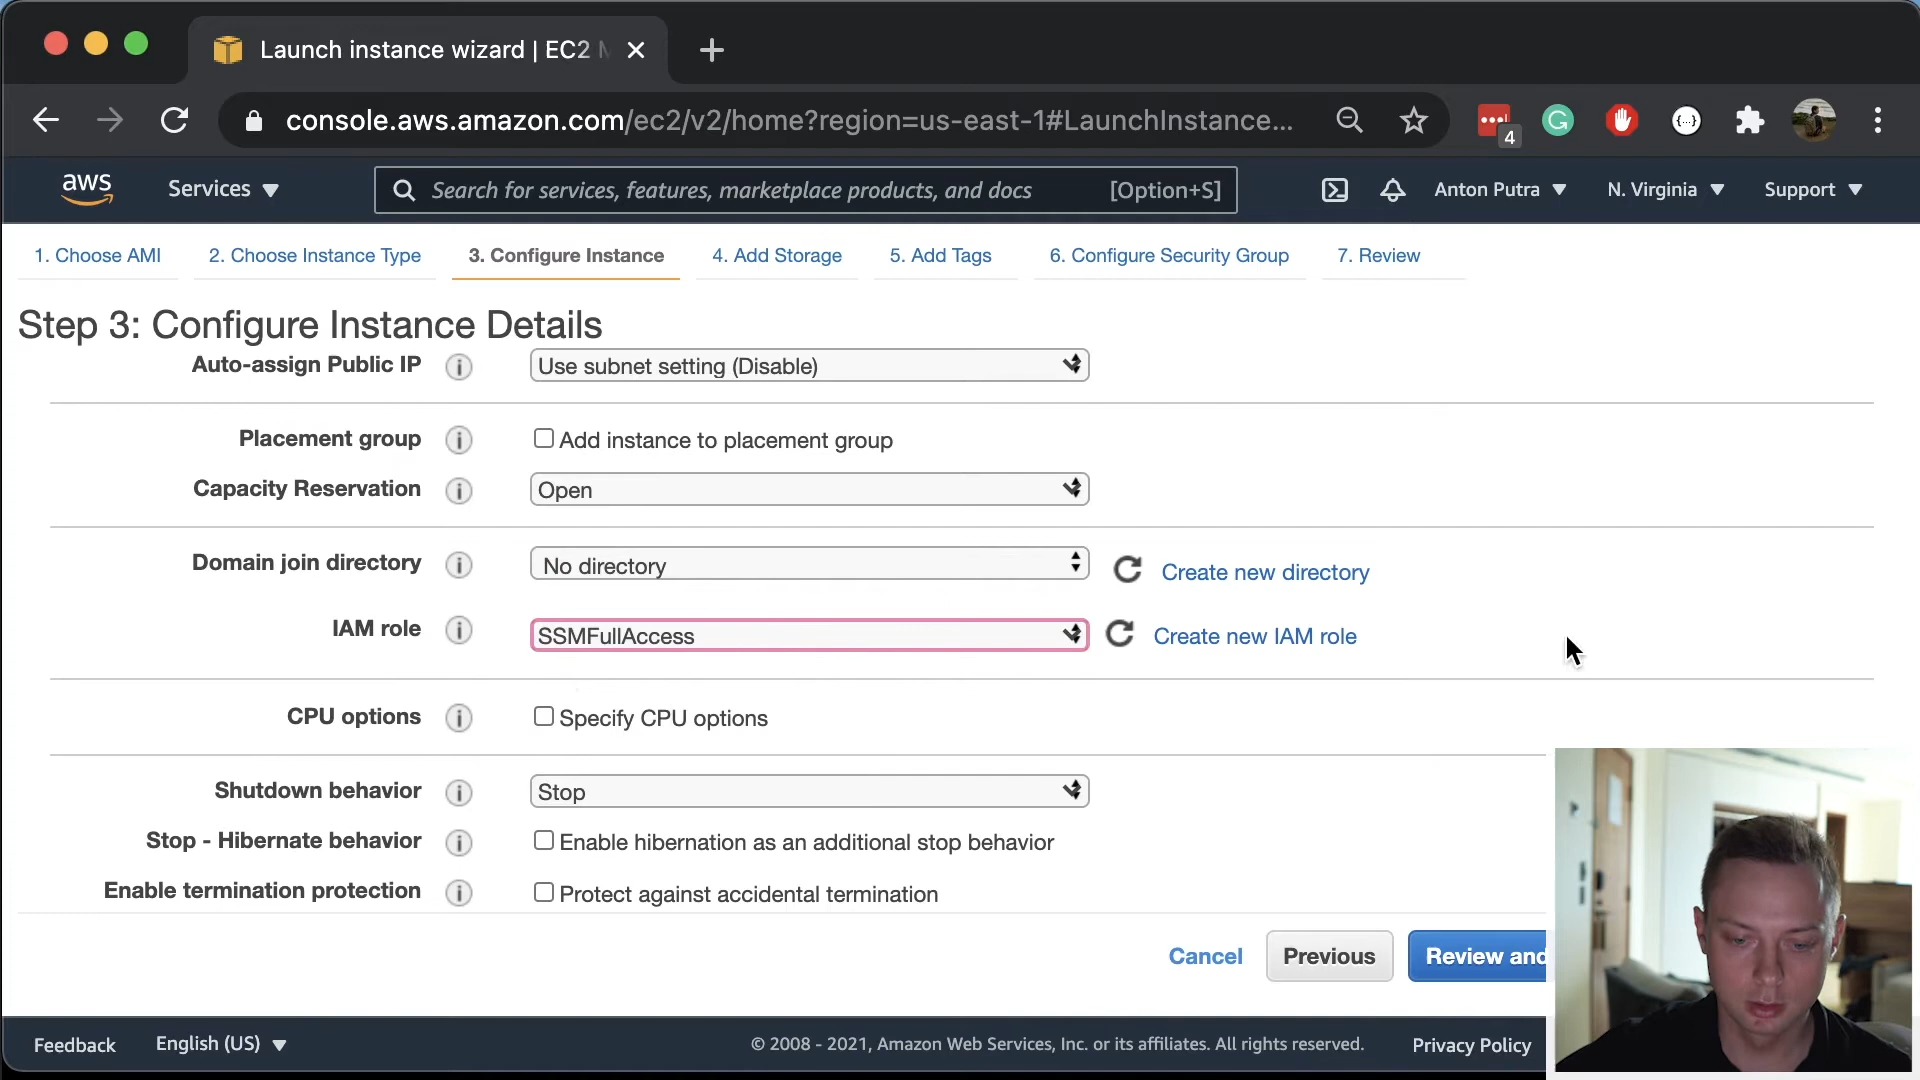 Launch instance wizard | EC2 M
console.aws.amazon.com/ec2/v2/home?region=us-east-1#LaunchInstance...
4
aws
Services
Search for services, features, marketplace products, and docs
[Option+S]
Anton Putra
N. Virginia
Support
1. Choose AMI
2. Choose Instance Type
3. Configure Instance
4. Add Storage
5. Add Tags
6. Configure Security Group
7. Review
Step 3: Configure Instance Details
Auto-assign Public IP
Use subnet setting (Disable)
Placement group
Add instance to placement group
Capacity Reservation
Open
Domain join directory
No directory
Create new directory
IAM role
SSMFullAccess
Create new IAM role
CPU options
Specify CPU options
Shutdown behavior
Stop
Stop - Hibernate behavior
Enable hibernation as an additional stop behavior
Enable termination protection
Protect against accidental termination
Cancel
Previous
Review and
Feedback
English (US)
© 2008 - 2021, Amazon Web Services, Inc. or its affiliates. All rights reserved.
Privacy Policy